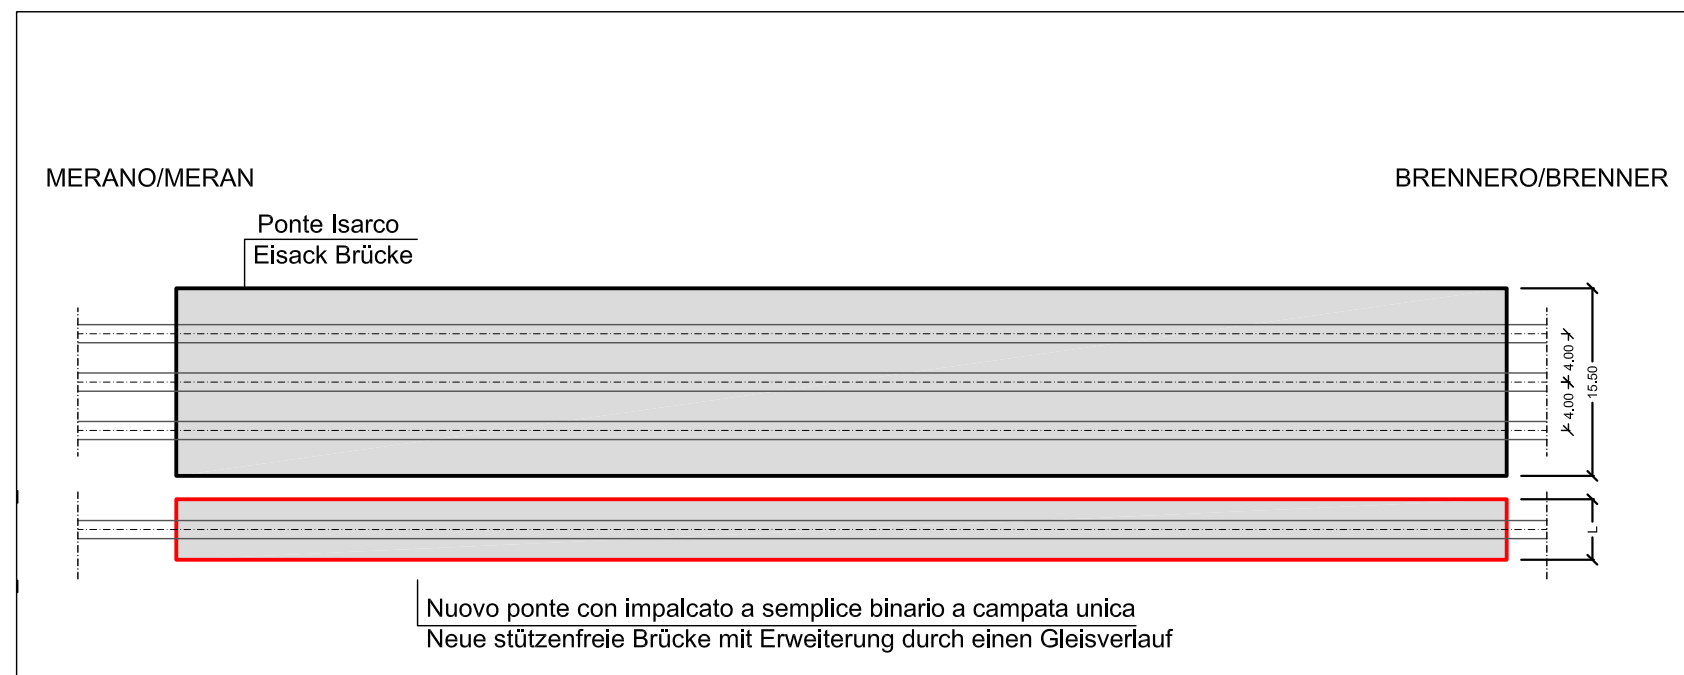 MERANO/MERAN
BRENNERO/BRENNER
Ponte Isarco
Eisack Brücke
4.00
4.00
15.50
L
Nuovo ponte con impalcato a semplice binario a campata unica
Neue stützenfreie Brücke mit Erweiterung durch einen Gleisverlauf